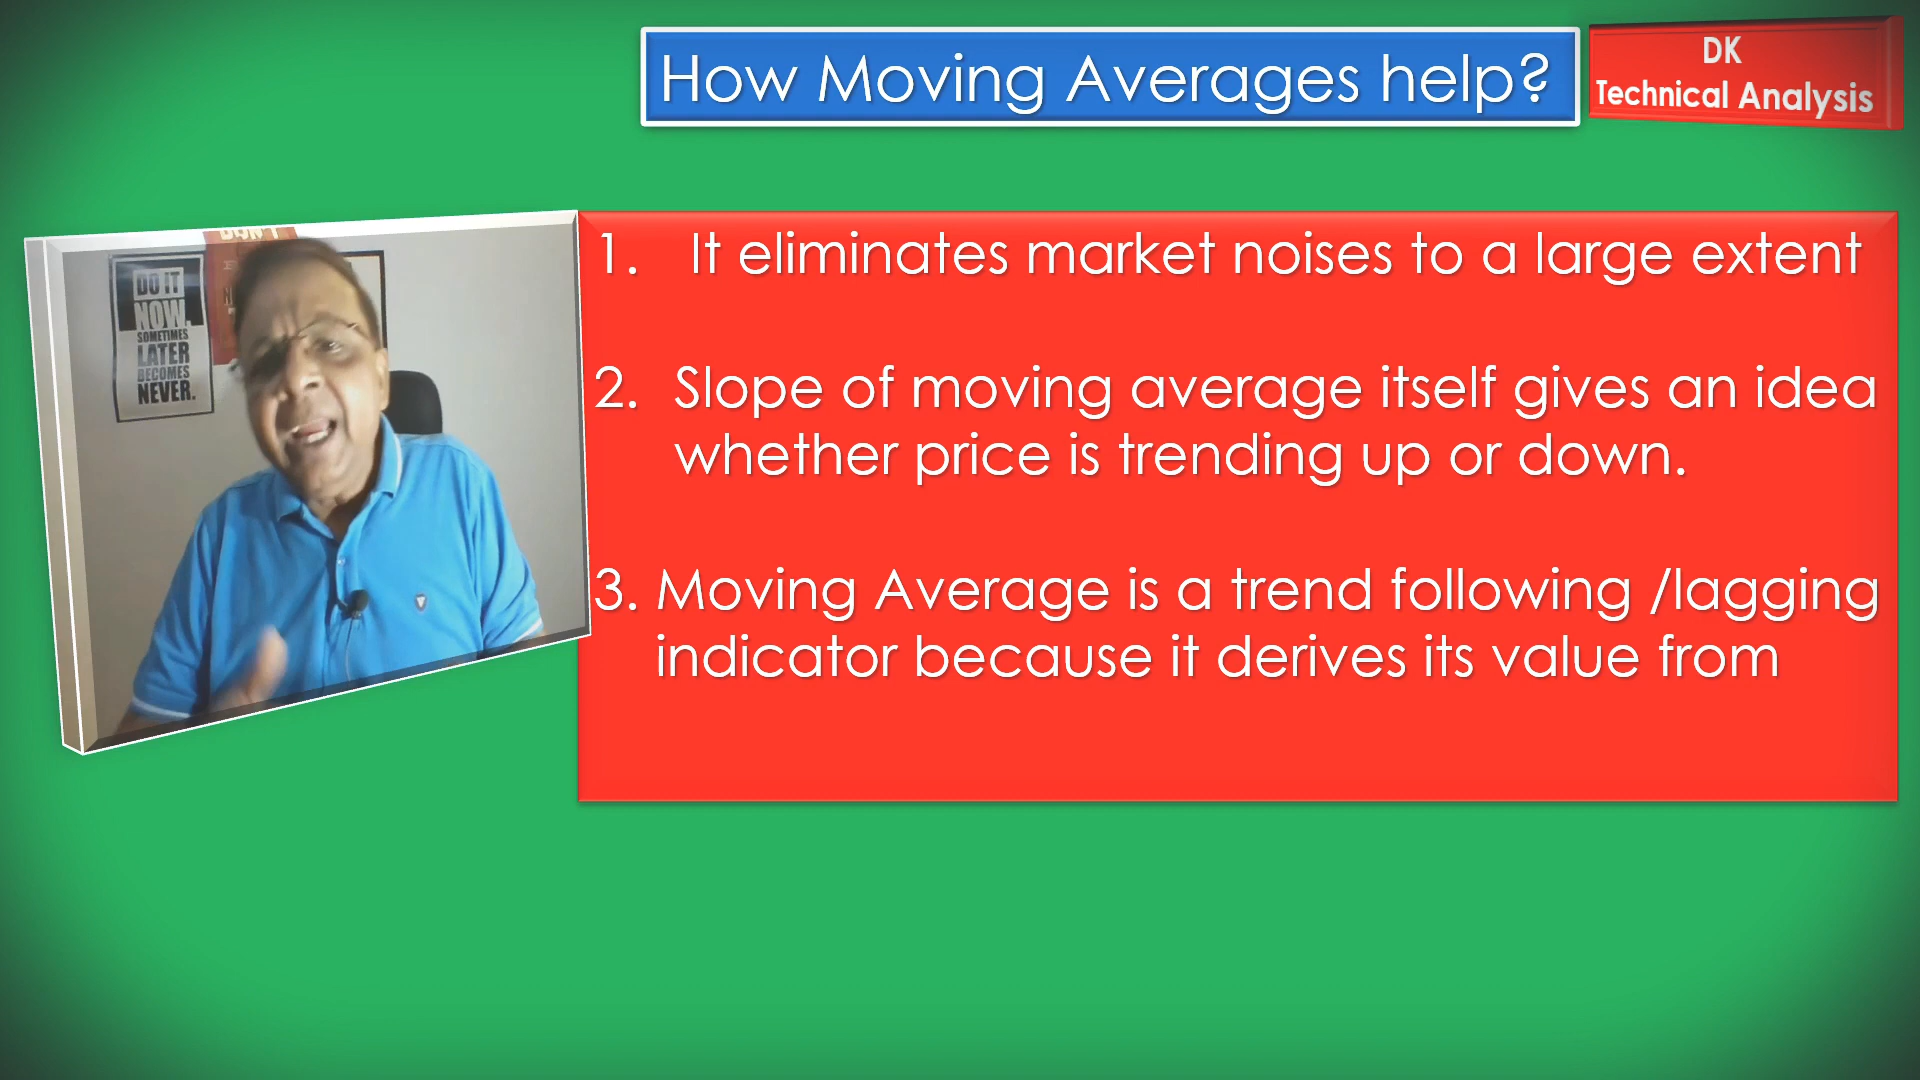 How Moving Averages help?
DK
Technical Analysis
DO IT
NOW.
SOMETIMES
LATER
BECOMES
NEVER.
1. It eliminates market noises to a large extent
2. Slope of moving average itself gives an idea
whether price is trending up or down.
3. Moving Average is a trend following /lagging
indicator because it derives its value from